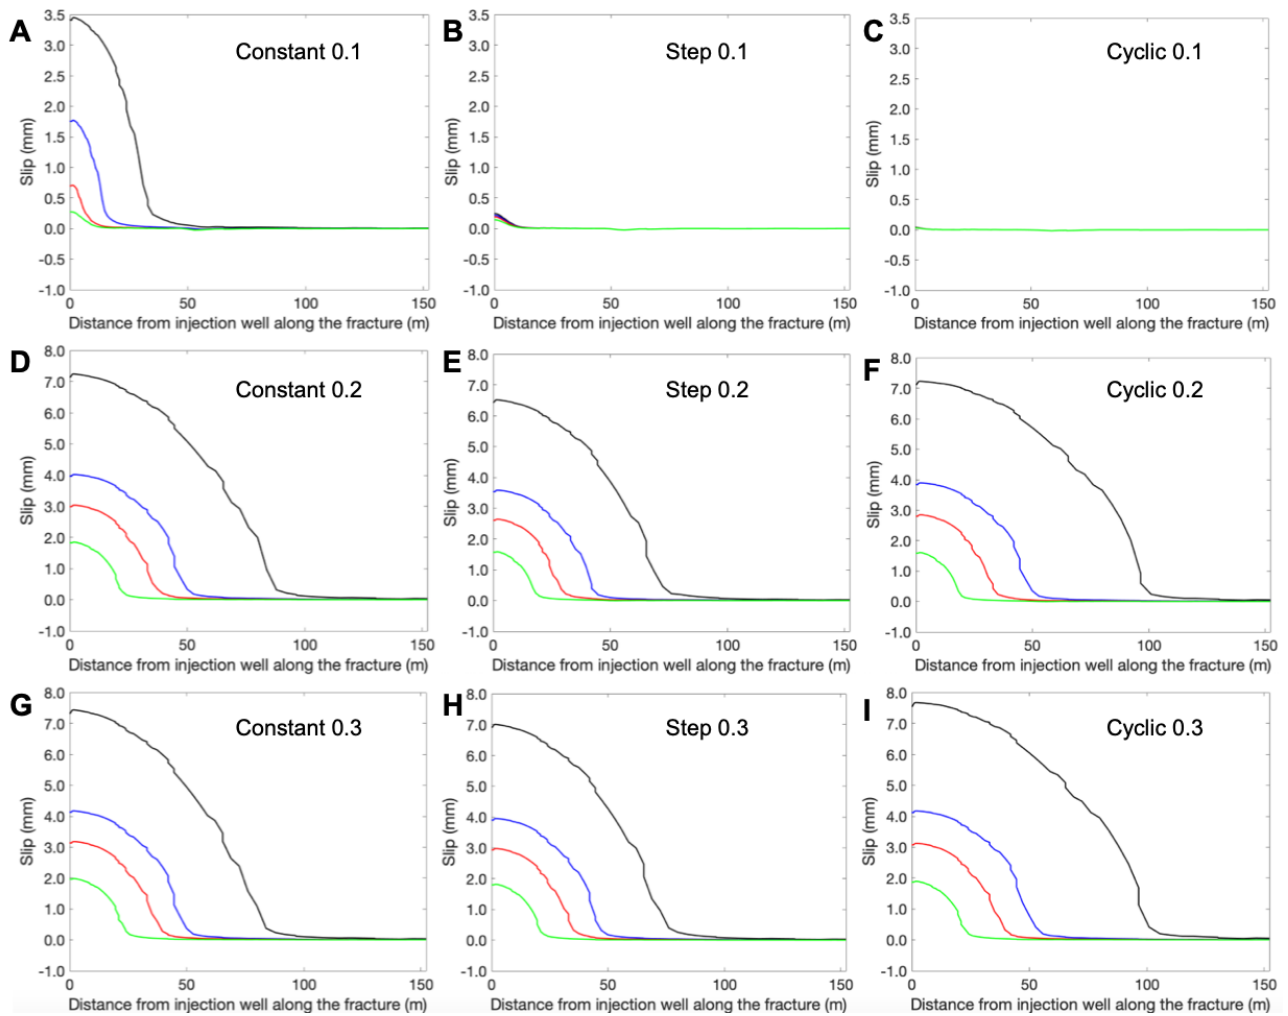 A
Constant 0.1
3.5
3.0
2.5
2.0
1.5
1.0
0.5
0.0
-0.5
-1.0
Slip (mm)
0 50 100 150
Distance from injection well along the fracture (m)
B
Step 0.1
3.5
3.0
2.5
2.0
1.5
1.0
0.5
0.0
-0.5
-1.0
Slip (mm)
0 50 100 150
Distance from injection well along the fracture (m)
C
Cyclic 0.1
3.5
3.0
2.5
2.0
1.5
1.0
0.5
0.0
-0.5
-1.0
Slip (mm)
0 50 100 150
Distance from injection well along the fracture (m)
D
Constant 0.2
8.0
7.0
6.0
5.0
4.0
3.0
2.0
1.0
0.0
-1.0
Slip (mm)
0 50 100 150
Distance from injection well along the fracture (m)
E
Step 0.2
8.0
7.0
6.0
5.0
4.0
3.0
2.0
1.0
0.0
-1.0
Slip (mm)
0 50 100 150
Distance from injection well along the fracture (m)
F
Cyclic 0.2
8.0
7.0
6.0
5.0
4.0
3.0
2.0
1.0
0.0
-1.0
Slip (mm)
0 50 100 150
Distance from injection well along the fracture (m)
G
Constant 0.3
8.0
7.0
6.0
5.0
4.0
3.0
2.0
1.0
0.0
-1.0
Slip (mm)
0 50 100 150
Distance from injection well along the fracture (m)
H
Step 0.3
8.0
7.0
6.0
5.0
4.0
3.0
2.0
1.0
0.0
-1.0
Slip (mm)
0 50 100 150
Distance from injection well along the fracture (m)
I
Cyclic 0.3
8.0
7.0
6.0
5.0
4.0
3.0
2.0
1.0
0.0
-1.0
Slip (mm)
0 50 100 150
Distance from injection well along the fracture (m)